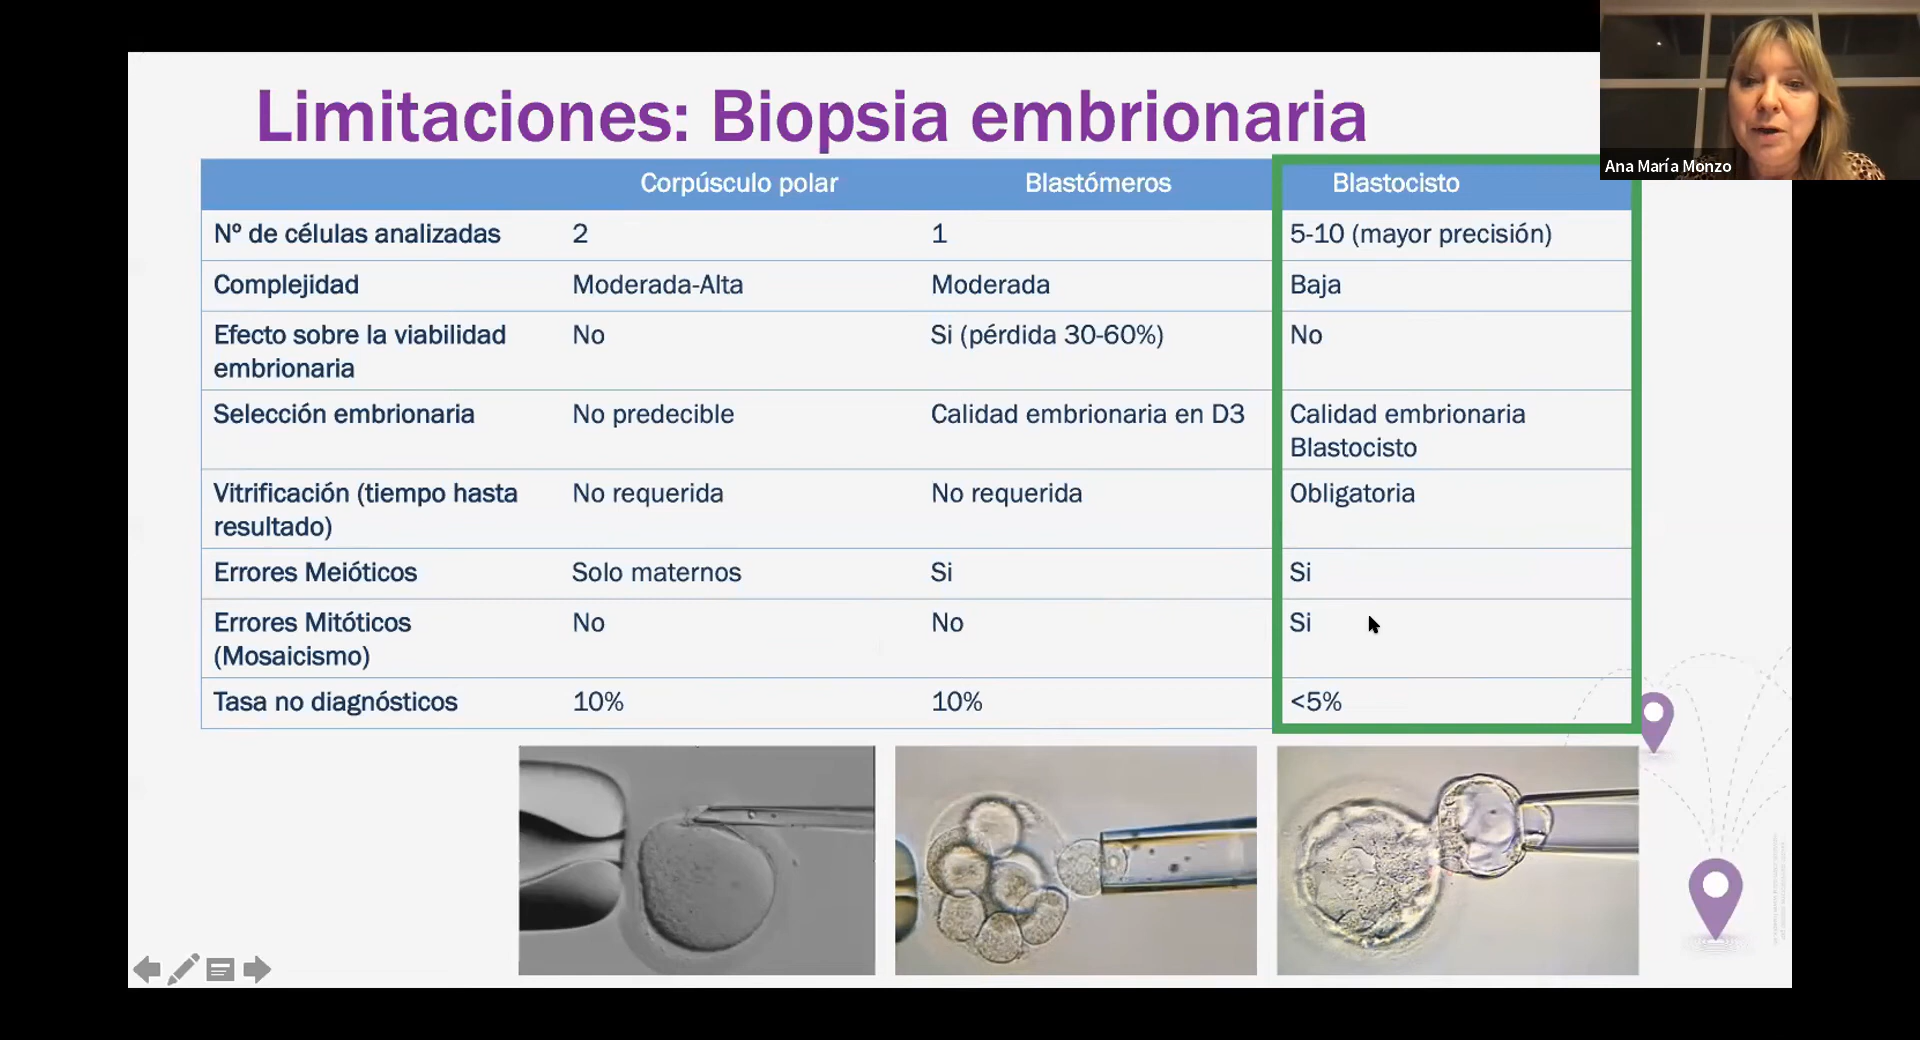 Limitaciones: Biopsia embrionaria
Ana María Monzo
Corpúsculo polar Blastómeros Blastocisto
Nº de células analizadas 2 1 5-10 (mayor precisión)
Complejidad Moderada-Alta Moderada Baja
Efecto sobre la viabilidad No Si (pérdida 30-60%) No
embrionaria
Selección embrionaria No predecible Calidad embrionaria en D3 Calidad embrionaria
Blastocisto
Vitrificación (tiempo hasta No requerida No requerida Obligatoria
resultado)
Errores Meióticos Solo maternos Si Si
Errores Mitóticos No No Si
(Mosaicismo)
Tasa no diagnósticos 10% 10% <5%